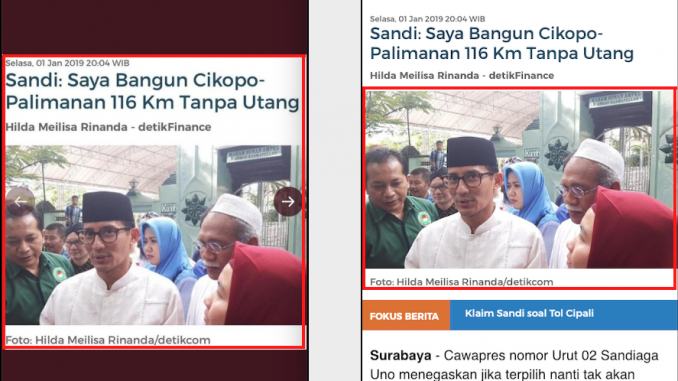 Selasa, 01 Jan 2019 20:04 WIB
Sandi: Saya Bangun Cikopo-
Palimanan 116 Km Tanpa Utang
Hilda Meilisa Rinanda - detikFinance
Foto: Hilda Meilisa Rinanda/detikcom
Selasa, 01 Jan 2019 20:04 WIB
Sandi: Saya Bangun Cikopo-
Palimanan 116 Km Tanpa Utang
Hilda Meilisa Rinanda - detikFinance
Foto: Hilda Meilisa Rinanda/detikcom
FOKUS BERITA
Klaim Sandi soal Tol Cipali
Surabaya - Cawapres nomor Urut 02 Sandiaga
Uno menegaskan jika terpilih nanti tak akan